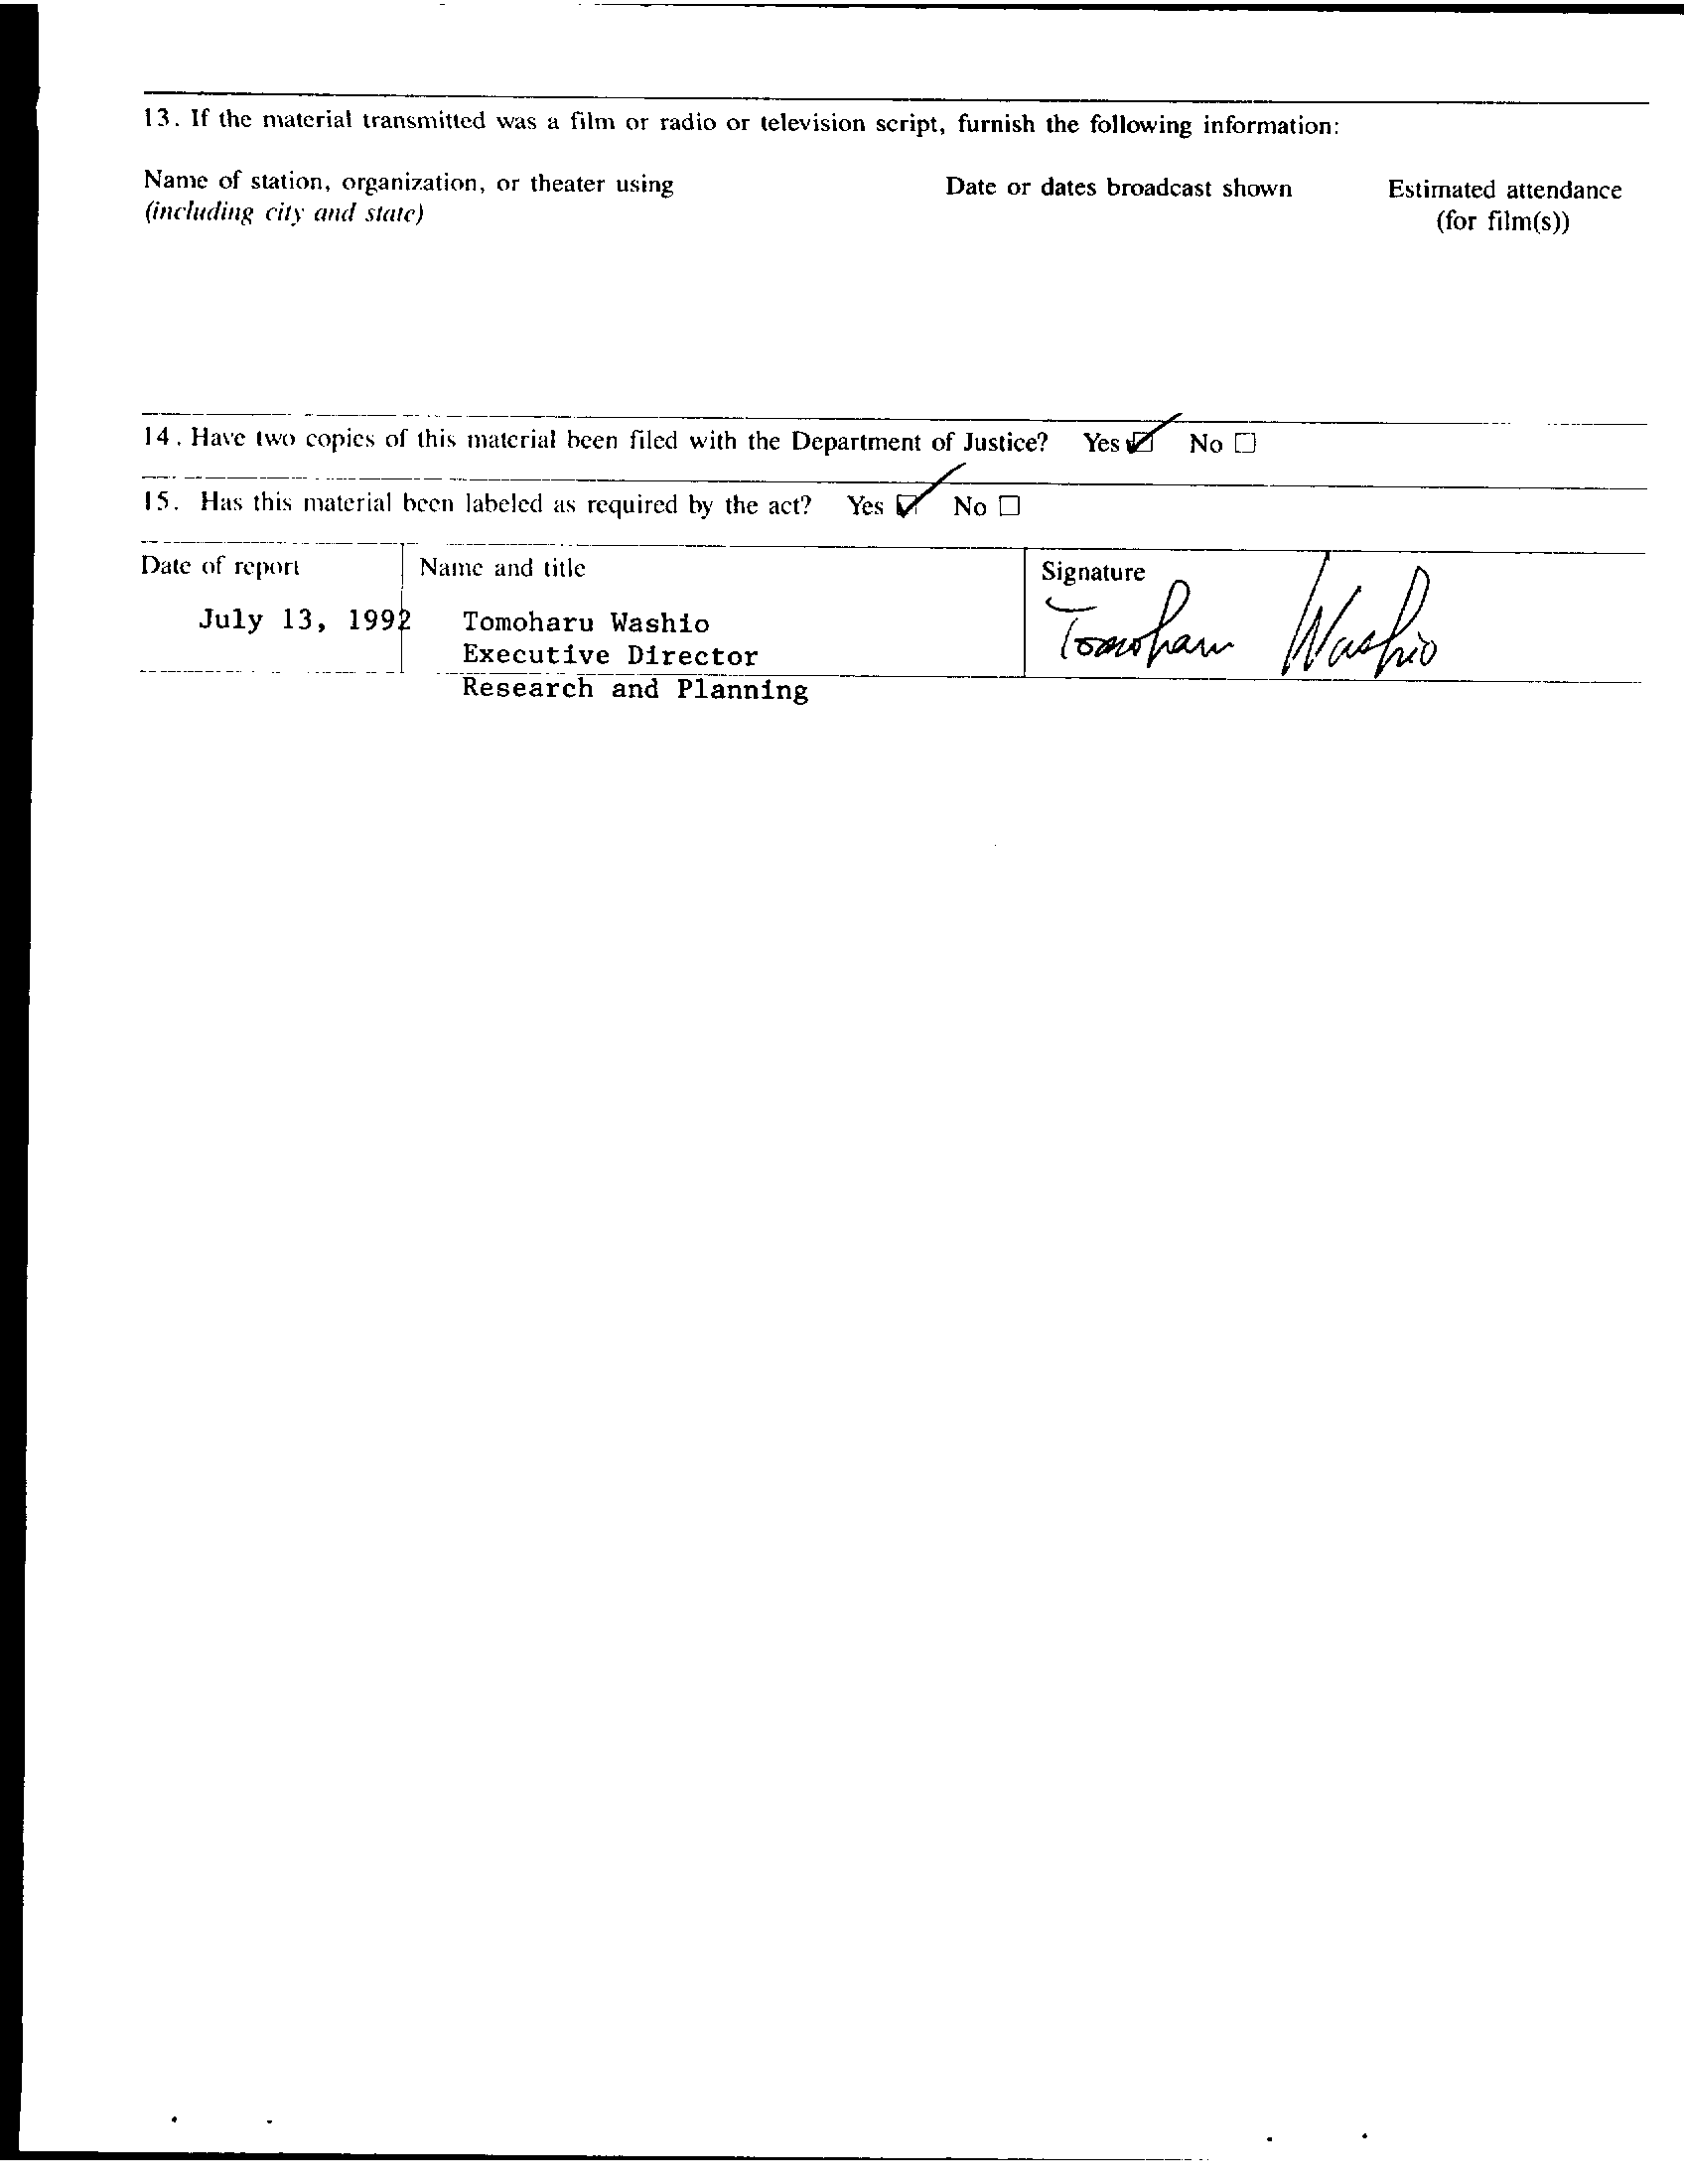 13. If the material transmitted was a film or radio or television script, furnish the following information:
Name of station, organization, or theater using Date or dates broadcast shown Estimated attendance
(including city and state) (for film(s))
14. Have two copies of this material been filed with the Department of Justice? Yes ☑ No ☐
15. Has this material been labeled as required by the act? Yes ☑ No ☐
Date of report Name and title Signature
July 13, 1992 Tomoharu Washio Tomoharu Washio
Executive Director
Research and Planning